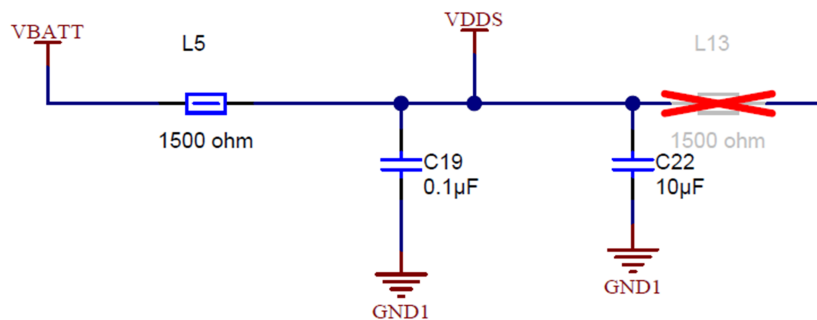 VBATT
L5
VDDS
L13
1500 ohm
1500 ohm
C19
0.1µF
C22
10µF
GND1
GND1